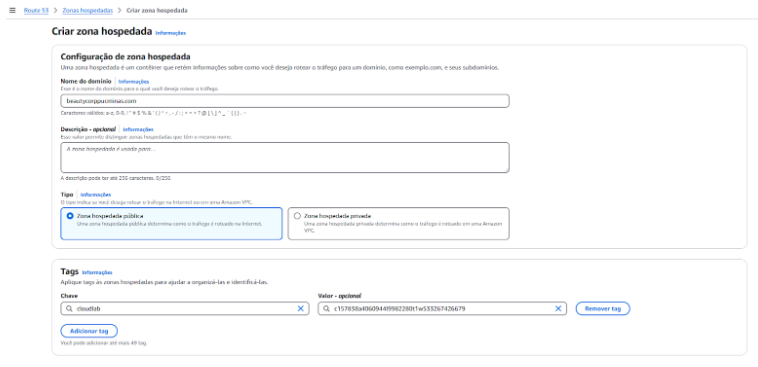 Route 53 > Zonas hospedadas > Criar zona hospedada
Criar zona hospedada Informações
Configuração de zona hospedada
Uma zona hospedada é um contêiner que retém informações sobre como você deseja rotear o tráfego para um domínio, como exemplo.com, e seus subdomínios.
Nome do domínio | Informações
Esse é o nome do domínio para o qual você deseja rotear o tráfego.
beautycorppucminas.com
Caracteres válidos: a-z, 0-9, ! " # $ % & ' ( ) * + , - / : ; < = > ? @ [ \ ] ^ _ ` { | } . ~
Descrição - opcional | Informações
Esse valor permite distinguir zonas hospedadas que têm o mesmo nome.
A zona hospedada é usada para...
A descrição pode ter até 256 caracteres. 0/256
Tipo | Informações
O tipo indica se você deseja rotear o tráfego na Internet ou em uma Amazon VPC.
Zona hospedada pública
Uma zona hospedada pública determina como o tráfego é roteado na Internet.
Zona hospedada privada
Uma zona hospedada privada determina como o tráfego é roteado em uma Amazon
VPC.
Tags Informações
Aplique tags às zonas hospedadas para ajudar a organizá-las e identificá-las.
Chave
Valor - opcional
cloudlab
Remover tag
Adicionar tag
Você pode adicionar até mais 49 tag.